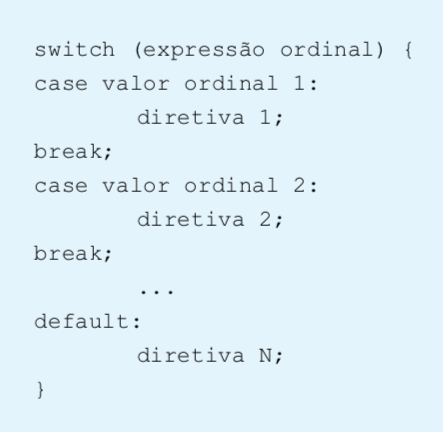 switch (expressão ordinal) {
case valor ordinal 1:
diretiva 1;
break;
case valor ordinal 2:
diretiva 2;
break;
...
default:
diretiva N;
}